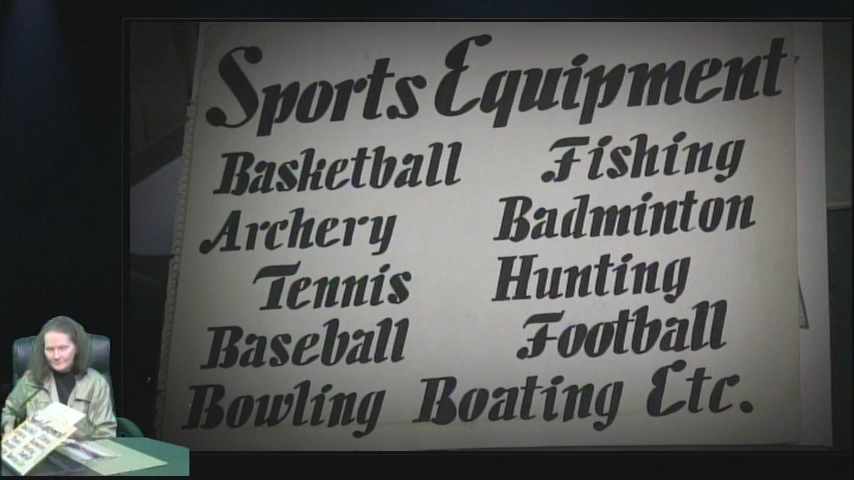 Sports Equipment
Basketball Fishing
Archery Badminton
Tennis Hunting
Baseball Football
Bowling Boating Etc.